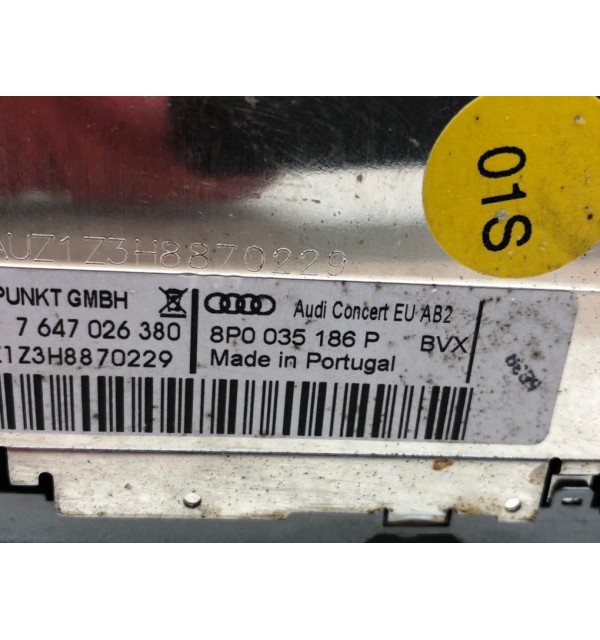 01S
AUZ1Z3H8870229
PUNKT GMBH
Audi Concert EU AB2
7 647 026 380
8P0 035 186 P
BVX
Z1Z3H8870229
Made in Portugal